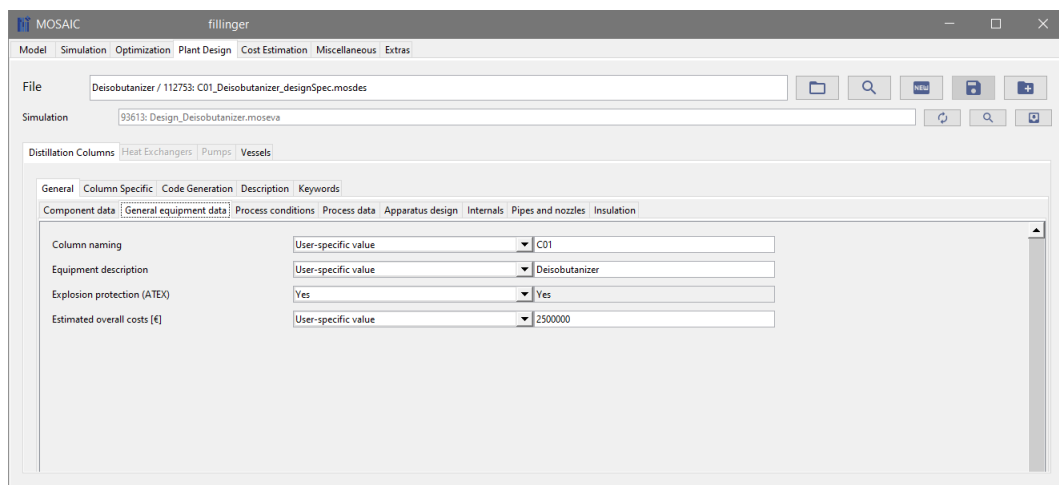 MOSAIC fillinger
Model Simulation Optimization Plant Design Cost Estimation Miscellaneous Extras
File Deisobutanizer / 112753: C01_Deisobutanizer_designSpec.mosdes NEW
Simulation 93613: Design_Deisobutanizer.moseva
Distillation Columns Heat Exchangers Pumps Vessels
General Column Specific Code Generation Description Keywords
Component data General equipment data Process conditions Process data Apparatus design Internals Pipes and nozzles Insulation
Column naming User-specific value C01
Equipment description User-specific value Deisobutanizer
Explosion protection (ATEX) Yes Yes
Estimated overall costs [€] User-specific value 2500000